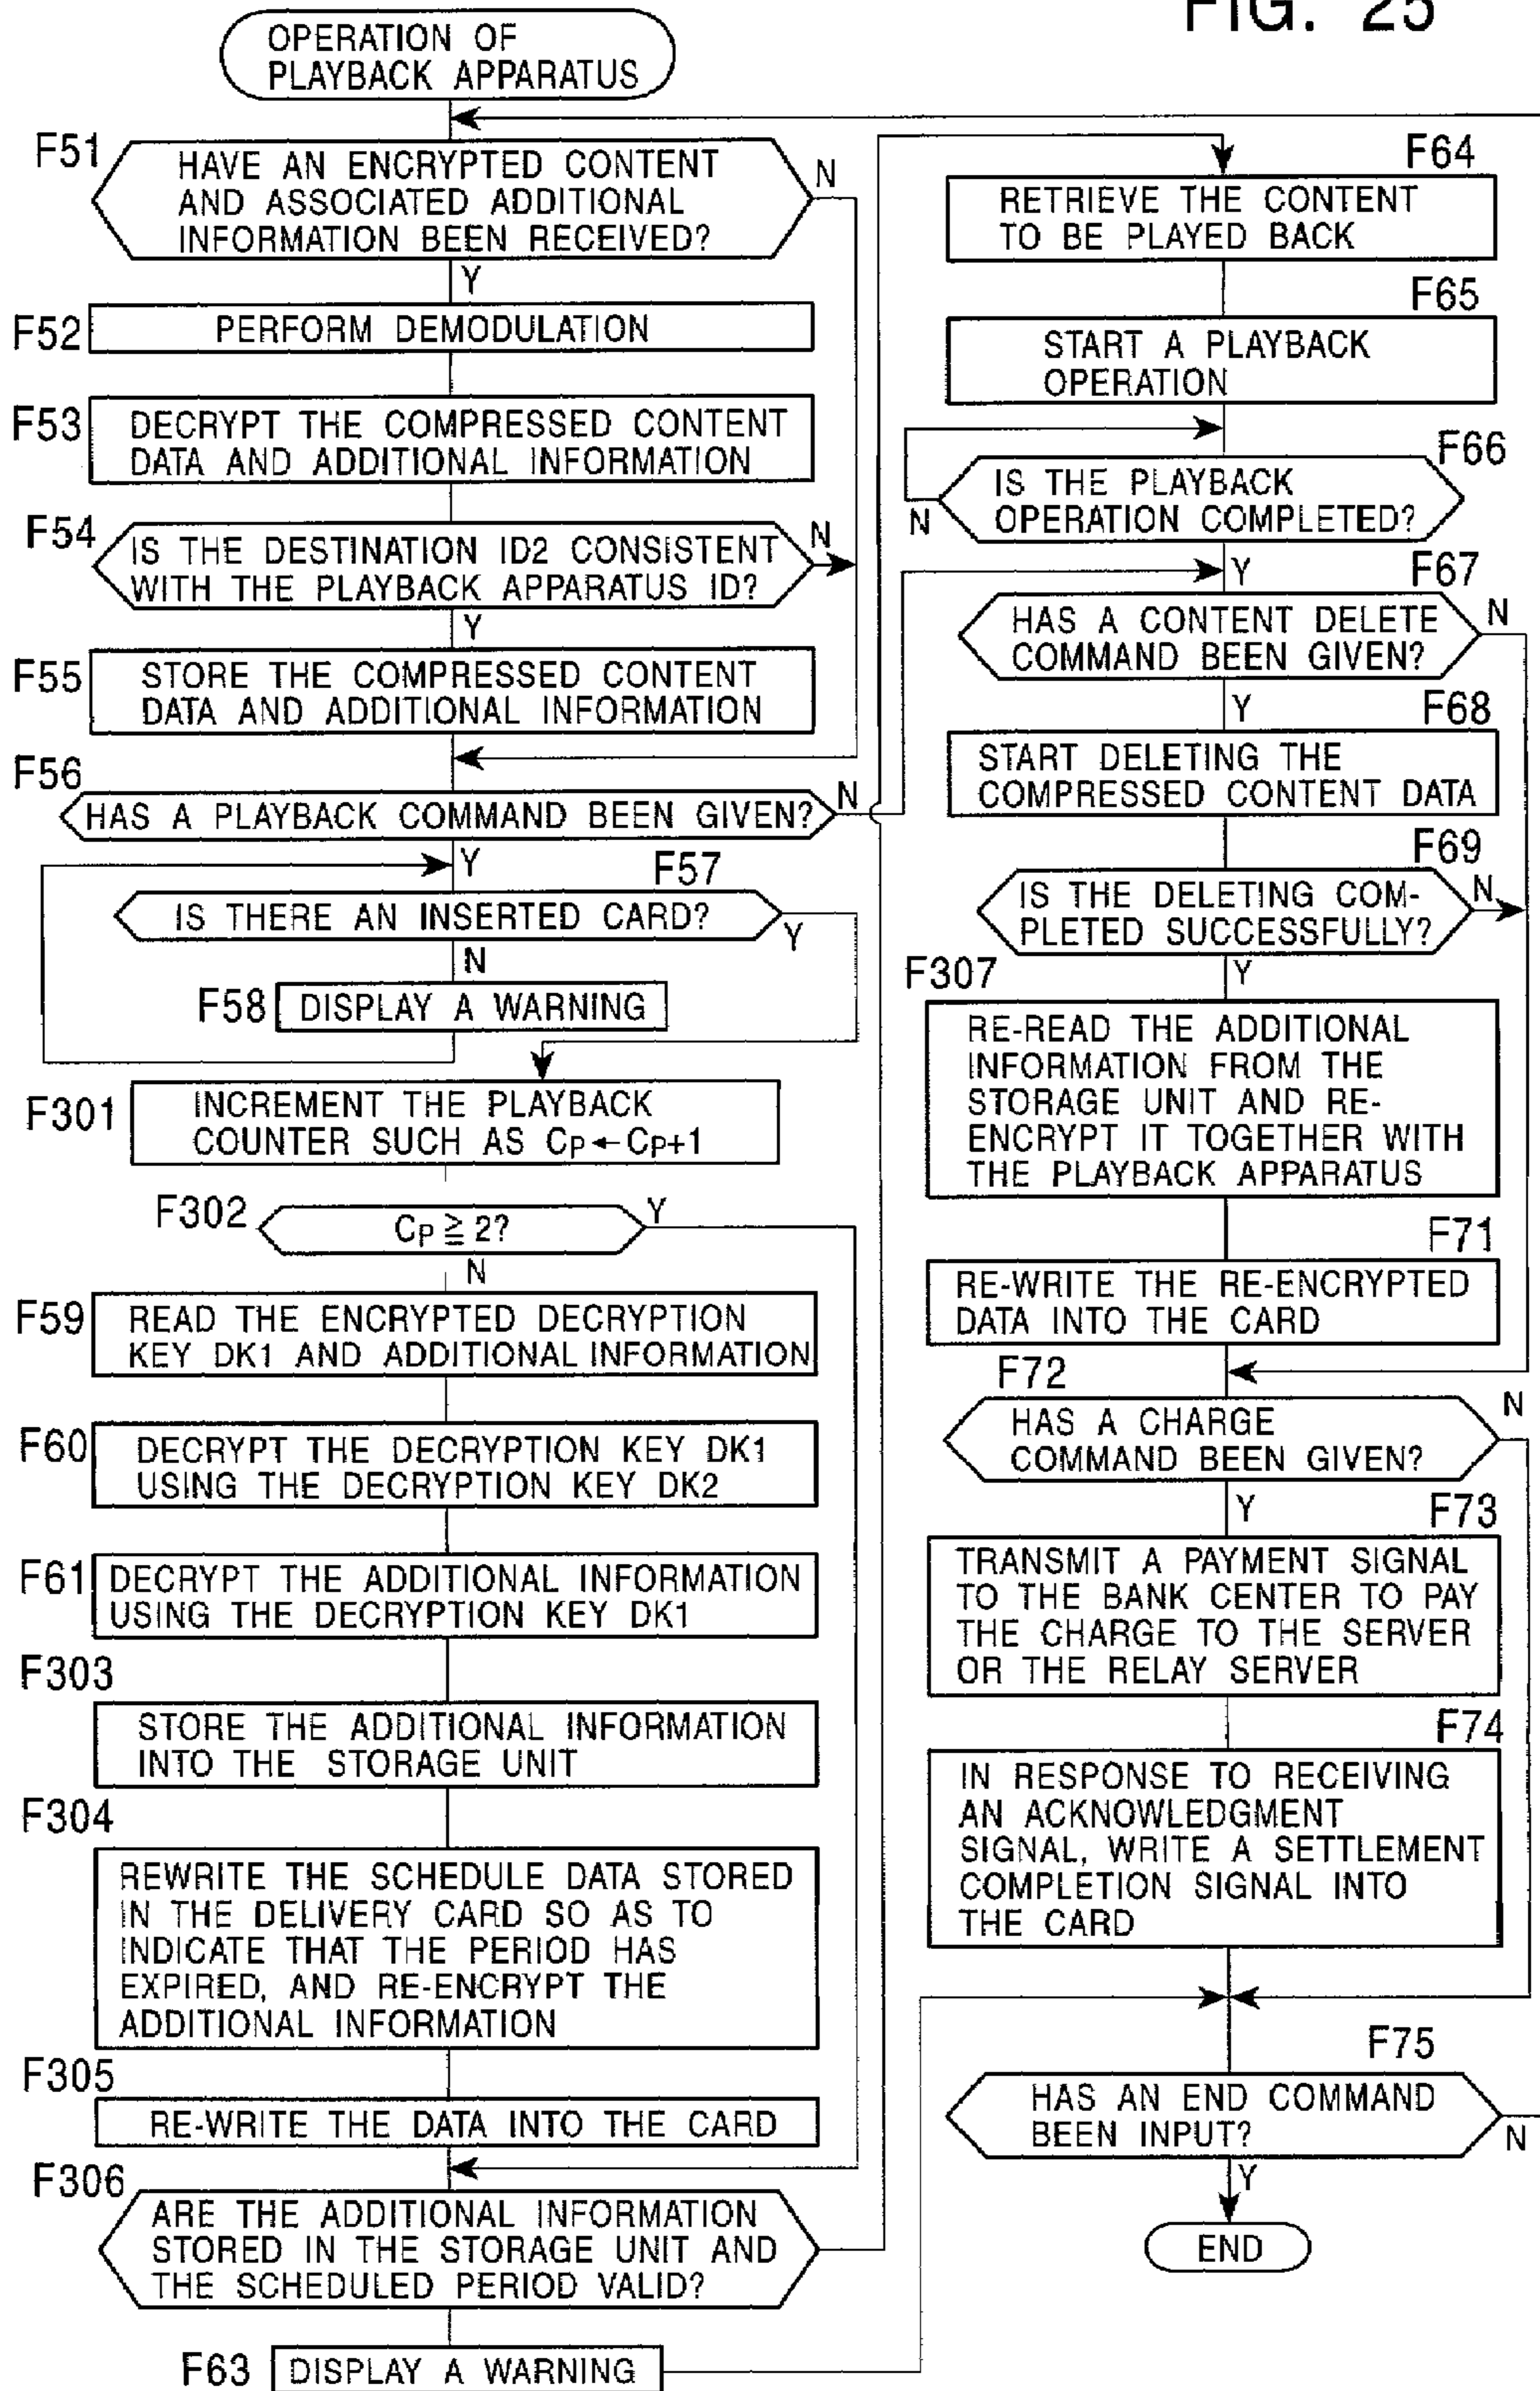 FIG. 25
OPERATION OF
PLAYBACK APPARATUS
F51
HAVE AN ENCRYPTED CONTENT
AND ASSOCIATED ADDITIONAL
INFORMATION BEEN RECEIVED?
N
Y
F52
PERFORM DEMODULATION
F53
DECRYPT THE COMPRESSED CONTENT
DATA AND ADDITIONAL INFORMATION
F54
IS THE DESTINATION ID2 CONSISTENT
WITH THE PLAYBACK APPARATUS ID?
N
Y
F55
STORE THE COMPRESSED CONTENT
DATA AND ADDITIONAL INFORMATION
F56
HAS A PLAYBACK COMMAND BEEN GIVEN?
N
Y
F57
IS THERE AN INSERTED CARD?
Y
N
F58
DISPLAY A WARNING
F301
INCREMENT THE PLAYBACK
COUNTER SUCH AS CP←CP+1
F302
CP ≧ 2?
Y
N
F59
READ THE ENCRYPTED DECRYPTION
KEY DK1 AND ADDITIONAL INFORMATION
F60
DECRYPT THE DECRYPTION KEY DK1
USING THE DECRYPTION KEY DK2
F61
DECRYPT THE ADDITIONAL INFORMATION
USING THE DECRYPTION KEY DK1
F303
STORE THE ADDITIONAL INFORMATION
INTO THE STORAGE UNIT
F304
REWRITE THE SCHEDULE DATA STORED
IN THE DELIVERY CARD SO AS TO
INDICATE THAT THE PERIOD HAS
EXPIRED, AND RE-ENCRYPT THE
ADDITIONAL INFORMATION
F305
RE-WRITE THE DATA INTO THE CARD
F306
ARE THE ADDITIONAL INFORMATION
STORED IN THE STORAGE UNIT AND
THE SCHEDULED PERIOD VALID?
F63
DISPLAY A WARNING
F64
RETRIEVE THE CONTENT
TO BE PLAYED BACK
F65
START A PLAYBACK
OPERATION
F66
IS THE PLAYBACK
OPERATION COMPLETED?
N
Y
F67
HAS A CONTENT DELETE
COMMAND BEEN GIVEN?
N
Y
F68
START DELETING THE
COMPRESSED CONTENT DATA
F69
IS THE DELETING COM-
PLETED SUCCESSFULLY?
N
Y
F307
RE-READ THE ADDITIONAL
INFORMATION FROM THE
STORAGE UNIT AND RE-
ENCRYPT IT TOGETHER WITH
THE PLAYBACK APPARATUS
F71
RE-WRITE THE RE-ENCRYPTED
DATA INTO THE CARD
F72
HAS A CHARGE
COMMAND BEEN GIVEN?
N
Y
F73
TRANSMIT A PAYMENT SIGNAL
TO THE BANK CENTER TO PAY
THE CHARGE TO THE SERVER
OR THE RELAY SERVER
F74
IN RESPONSE TO RECEIVING
AN ACKNOWLEDGMENT
SIGNAL, WRITE A SETTLEMENT
COMPLETION SIGNAL INTO
THE CARD
F75
HAS AN END COMMAND
BEEN INPUT?
N
Y
END